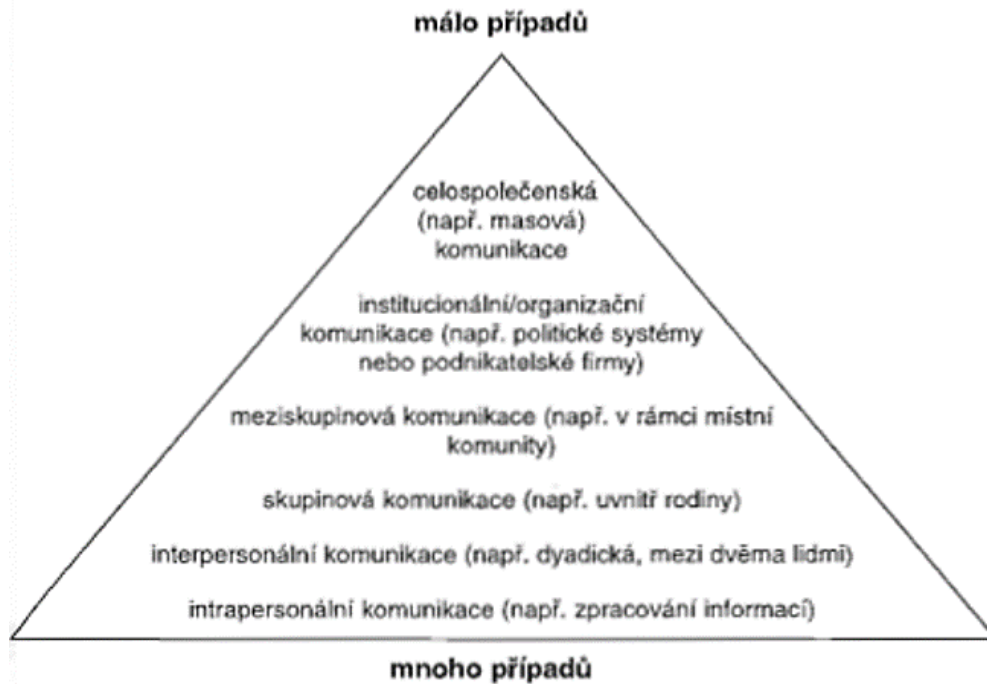 málo případů
celospolečenská
(např. masová)
komunikace
institucionální/organizační
komunikace (např. politické systémy
nebo podnikatelské firmy)
meziskupinová komunikace (např. v rámci místní
komunity)
skupinová komunikace (např. uvnitř rodiny)
interpersonální komunikace (např. dyadická, mezi dvěma lidmi)
intrapersonální komunikace (např. zpracování informací)
mnoho případů